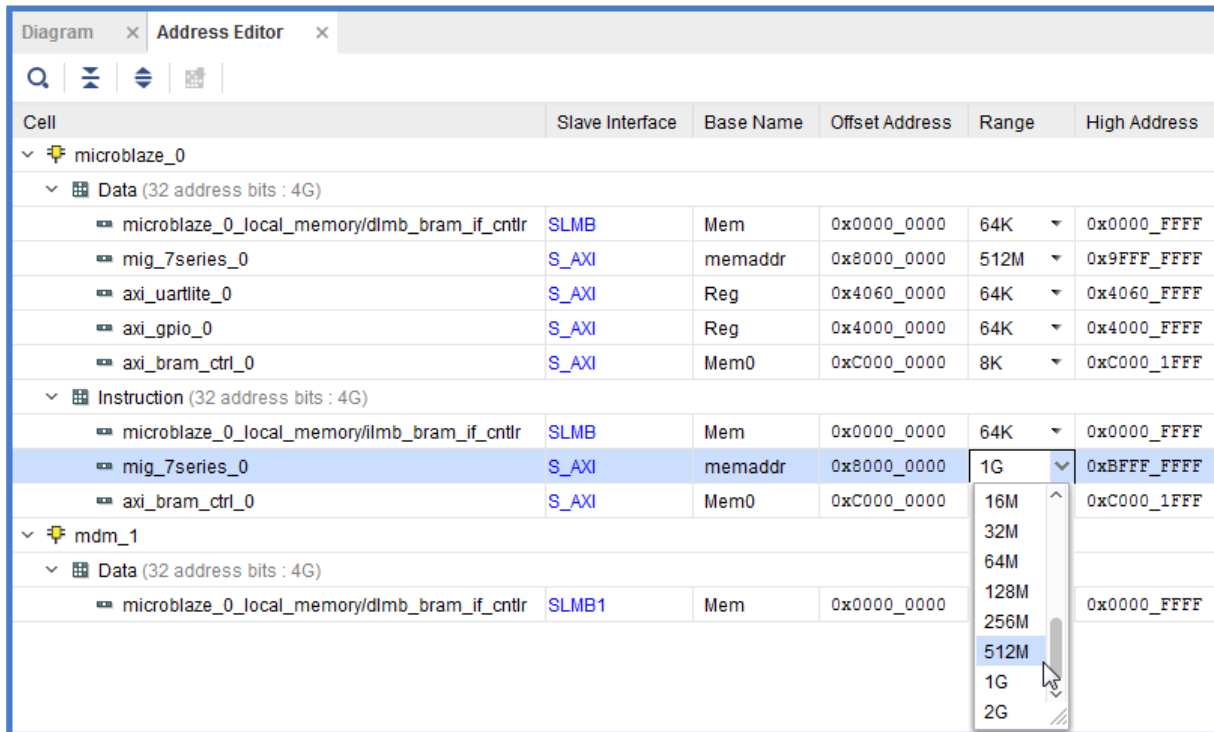 Diagram × Address Editor ×
Cell Slave Interface Base Name Offset Address Range High Address
microblaze_0
Data (32 address bits : 4G)
microblaze_0_local_memory/dlmb_bram_if_cntlr SLMB Mem 0x0000_0000 64K 0x0000_FFFF
mig_7series_0 S_AXI memaddr 0x8000_0000 512M 0x9FFF_FFFF
axi_uartlite_0 S_AXI Reg 0x4060_0000 64K 0x4060_FFFF
axi_gpio_0 S_AXI Reg 0x4000_0000 64K 0x4000_FFFF
axi_bram_ctrl_0 S_AXI Mem0 0xC000_0000 8K 0xC000_1FFF
Instruction (32 address bits : 4G)
microblaze_0_local_memory/ilmb_bram_if_cntlr SLMB Mem 0x0000_0000 64K 0x0000_FFFF
mig_7series_0 S_AXI memaddr 0x8000_0000 1G 0xBFFF_FFFF
axi_bram_ctrl_0 S_AXI Mem0 0xC000_0000 16M 0xC000_1FFF
mdm_1 32M
Data (32 address bits : 4G) 64M
128M
microblaze_0_local_memory/dlmb_bram_if_cntlr SLMB1 Mem 0x0000_0000 0x0000_FFFF
256M
512M
1G
2G